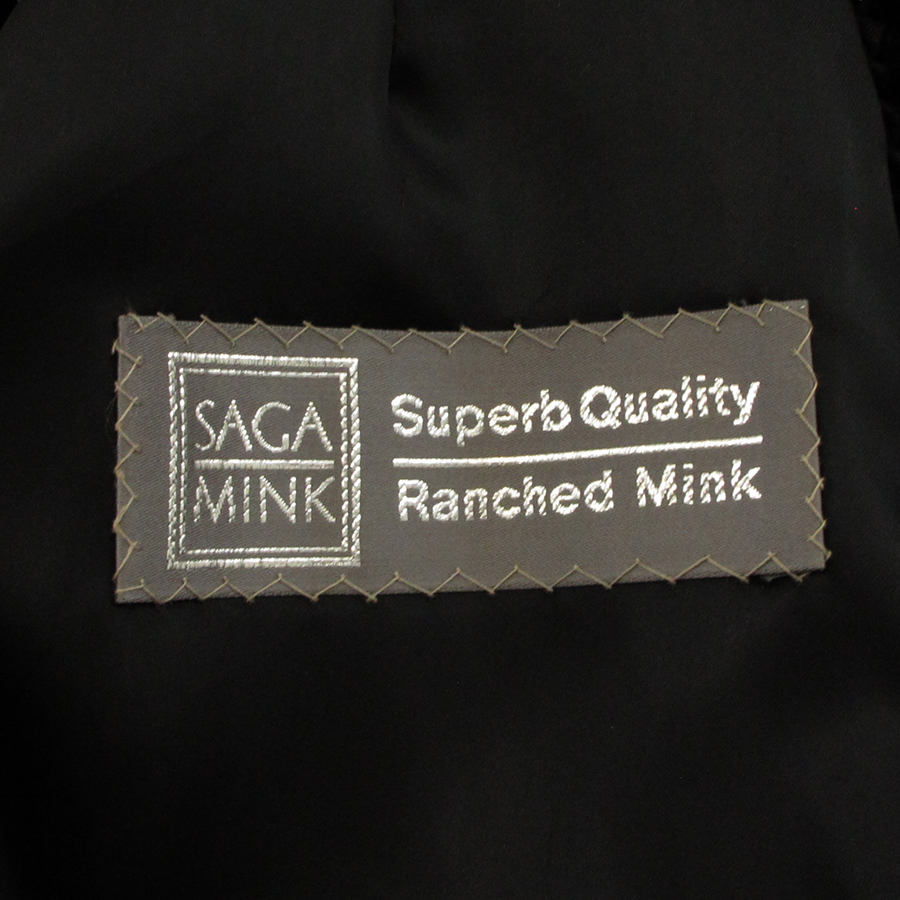 SAGA
MINK
Superb Quality
Ranched Mink